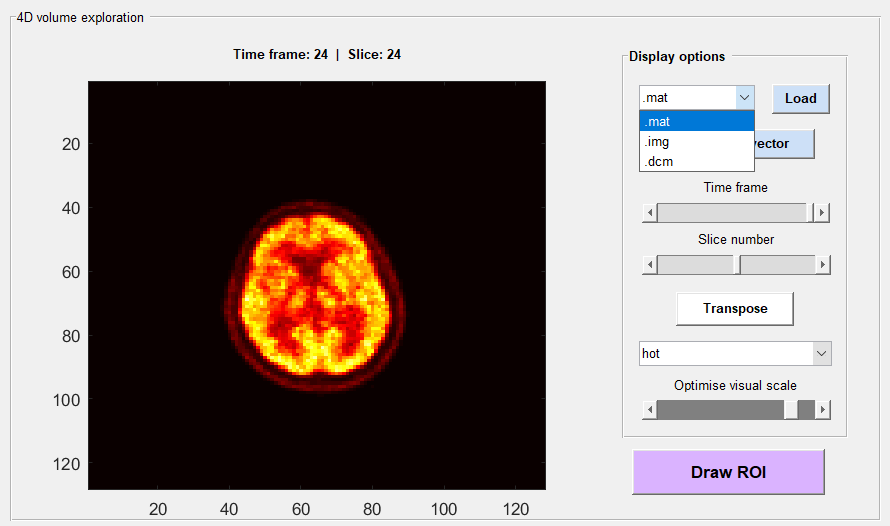 4D volume exploration
Time frame: 24 | Slice: 24
20
40
60
80
100
120
20 40 60 80 100 120
Display options
.mat
Load
.mat
.img
.dcm
vector
Time frame
Slice number
Transpose
hot
Optimise visual scale
Draw ROI